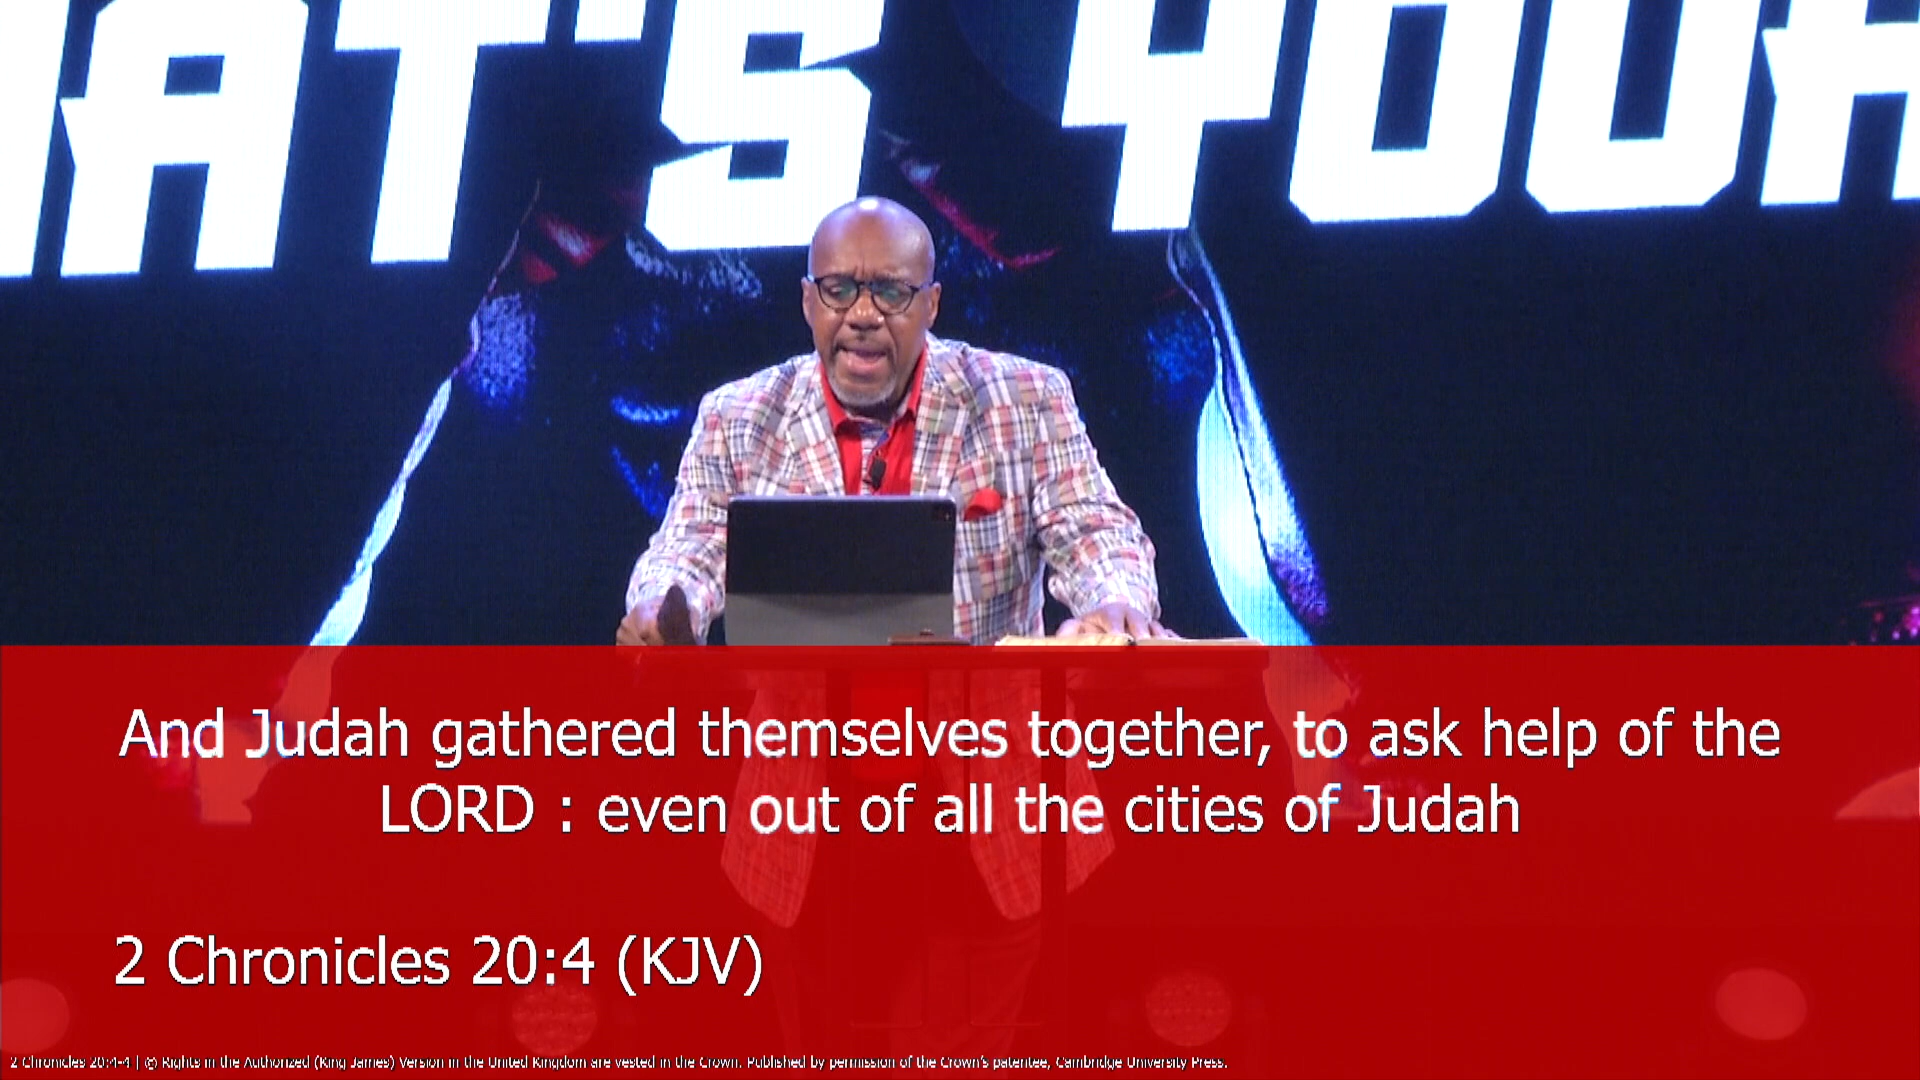 HAT'S YOUR
And Judah gathered themselves together, to ask help of the
LORD : even out of all the cities of Judah
2 Chronicles 20:4 (KJV)
2 Chronicles 20:4-4 | © Rights in the Authorized (King James) Version in the United Kingdom are vested in the Crown. Published by permission of the Crown's patentee, Cambridge University Press.